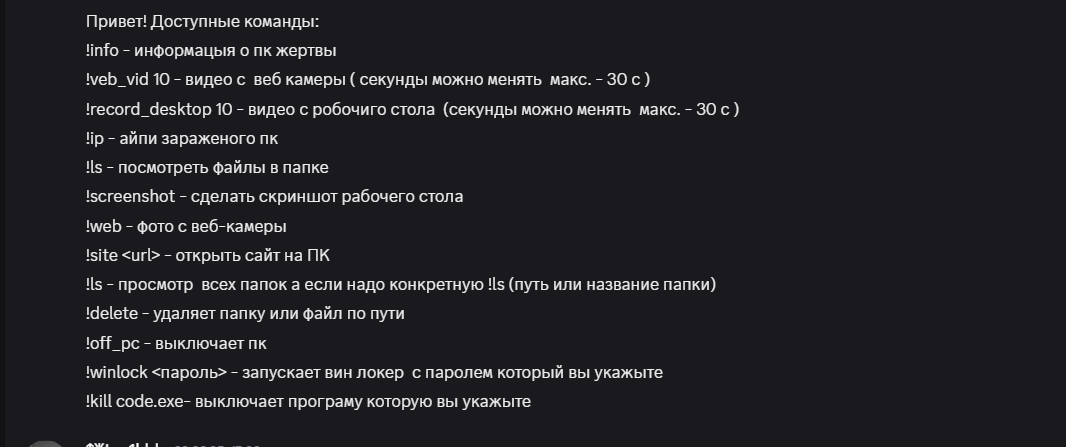 Привет! Доступные команды:
!info - информацыя о пк жертвы
!veb_vid 10 - видео с веб камеры ( секунды можно менять макс. - 30 с )
!record_desktop 10 - видео с робочиго стола (секунды можно менять макс. - 30 с )
!ip - айпи зараженого пк
!ls - посмотреть файлы в папке
!screenshot - сделать скриншот рабочего стола
!web - фото с веб-камеры
!site <url> - открыть сайт на ПК
!ls - просмотр всех папок а если надо конкретную !ls (путь или название папки)
!delete - удаляет папку или файл по пути
!off_pc - выключает пк
!winlock <пароль> - запускает вин локер с паролем который вы укажыте
!kill code.exe- выключает програму которую вы укажыте